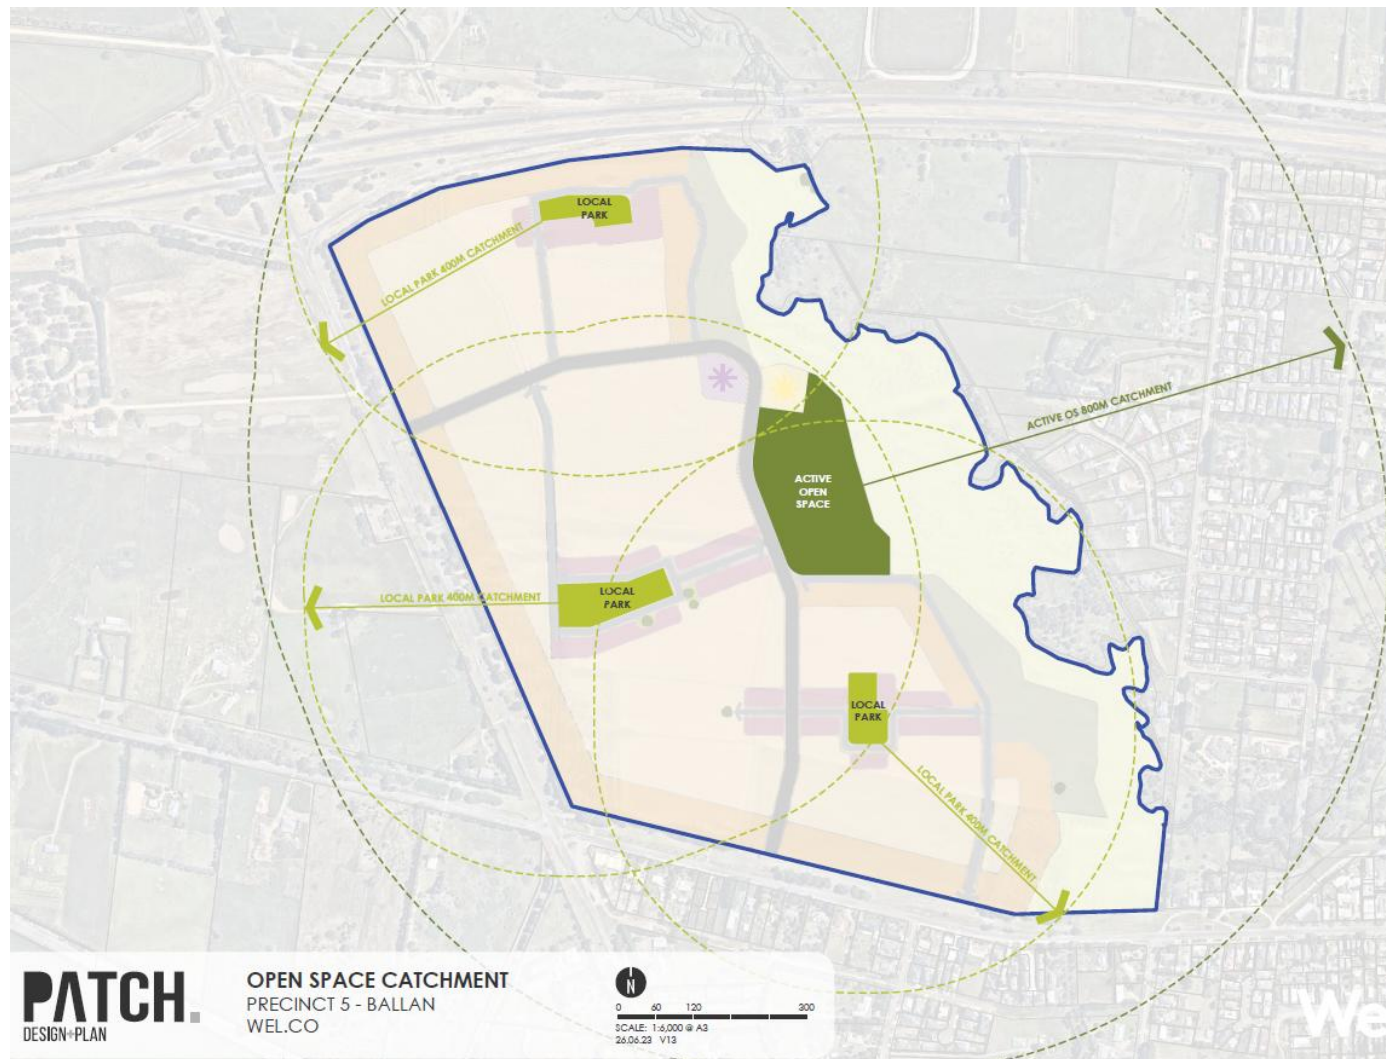 LOCAL
PARK
LOCAL PARK 400M CATCHMENT
ACTIVE OS 800M CATCHMENT
ACTIVE
OPEN
SPACE
LOCAL PARK 400M CATCHMENT
LOCAL
PARK
LOCAL
PARK
LOCAL PARK 400M CATCHMENT
PATCH.
DESIGN+PLAN
OPEN SPACE CATCHMENT
PRECINCT 5 - BALLAN
WEL.CO
N
0 60 120 300
SCALE: 1:6,000 @ A3
26.06.23 V13
We